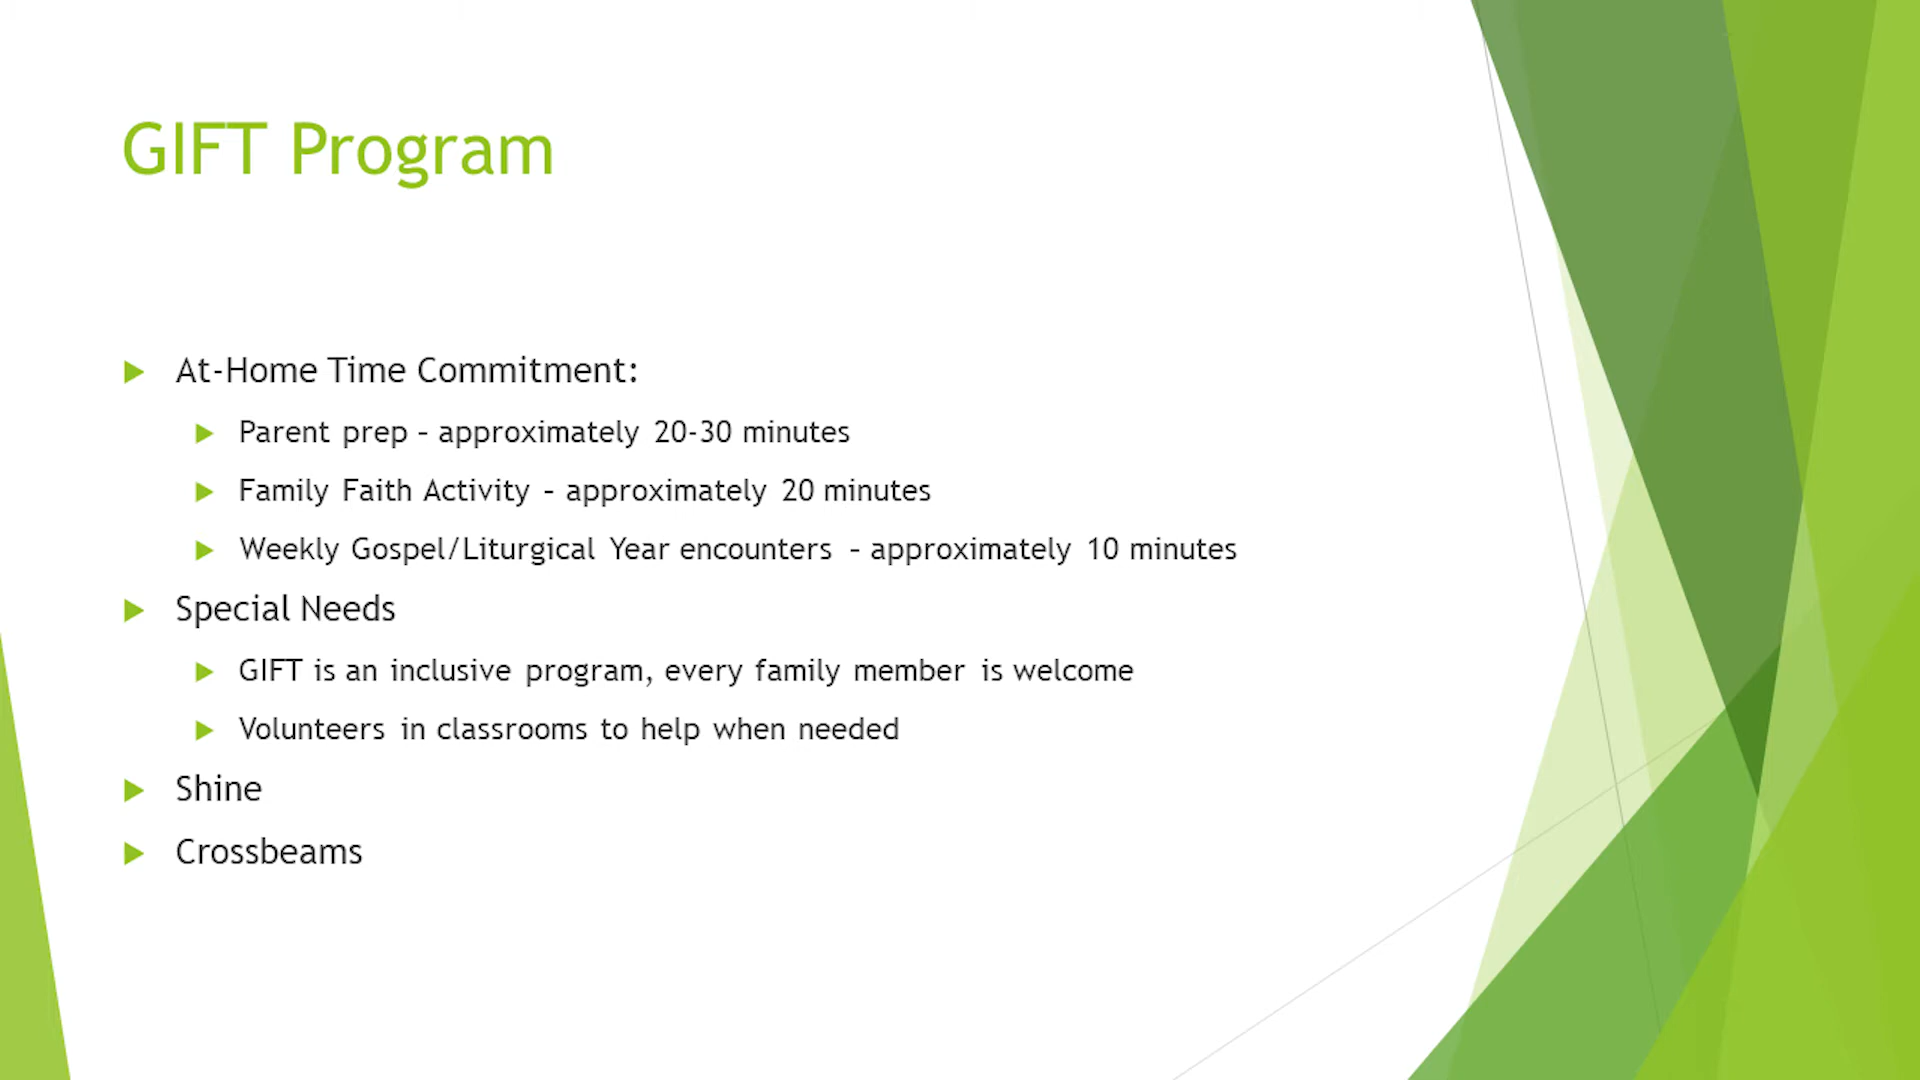 GIFT Program
At-Home Time Commitment:
Parent prep – approximately 20-30 minutes
Family Faith Activity – approximately 20 minutes
Weekly Gospel/Liturgical Year encounters – approximately 10 minutes
Special Needs
GIFT is an inclusive program, every family member is welcome
Volunteers in classrooms to help when needed
Shine
Crossbeams